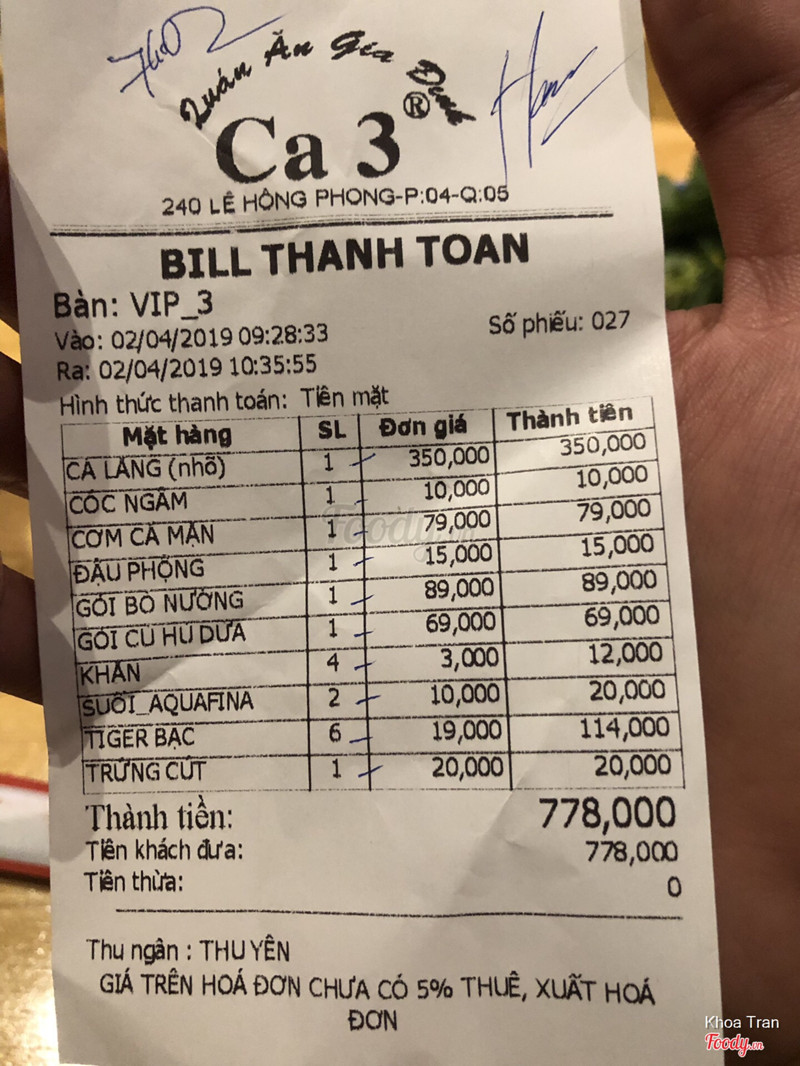 Quán Ăn Gia Đình
Ca 3®
240 LÊ HỒNG PHONG-P:04-Q:05
BILL THANH TOAN
Bàn: VIP_3
Vào: 02/04/2019 09:28:33 Số phiếu: 027
Ra: 02/04/2019 10:35:55
Hình thức thanh toán: Tiền mặt
Mặt hàng SL Đơn giá Thành tiền
CÁ LĂNG (nhỏ) 1 350,000 350,000
CÓC NGÂM 1 10,000 10,000
CƠM CÁ MẶN 1 79,000 79,000
ĐẬU PHỘNG 1 15,000 15,000
GỎI BÒ NƯỚNG 1 89,000 89,000
GỎI CỦ HỦ DỪA 1 69,000 69,000
KHĂN 4 3,000 12,000
SUỐI_AQUAFINA 2 10,000 20,000
TIGER BẠC 6 19,000 114,000
TRỨNG CÚT 1 20,000 20,000
Thành tiền: 778,000
Tiền khách đưa: 778,000
Tiền thừa: 0
Thu ngân : THU YÊN
GIÁ TRÊN HOÁ ĐƠN CHƯA CÓ 5% THUẾ, XUẤT HOÁ
ĐƠN
Foody.vn
Khoa Tran
Foody.vn